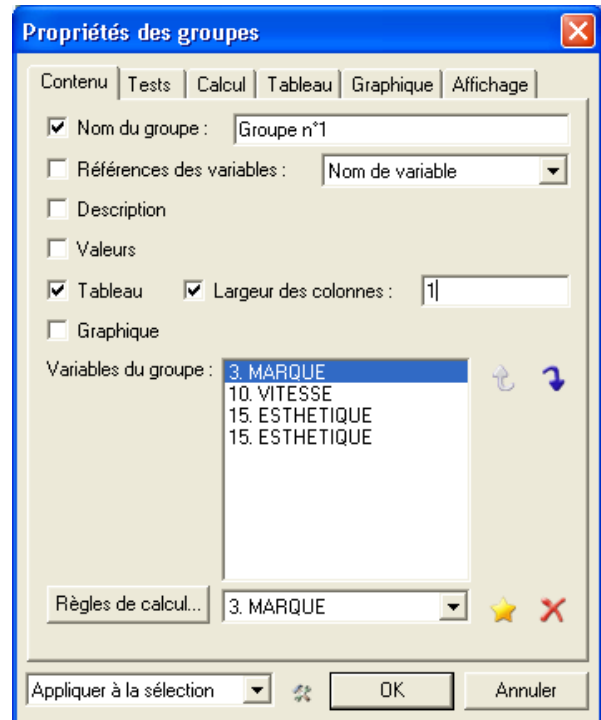 Propriétés des groupes
Contenu Tests Calcul Tableau Graphique Affichage
Nom du groupe : Groupe n°1
Références des variables : Nom de variable
Description
Valeurs
Tableau Largeur des colonnes : 1
Graphique
Variables du groupe : 3. MARQUE
10. VITESSE
15. ESTHETIQUE
15. ESTHETIQUE
Règles de calcul... 3. MARQUE
Appliquer à la sélection OK Annuler